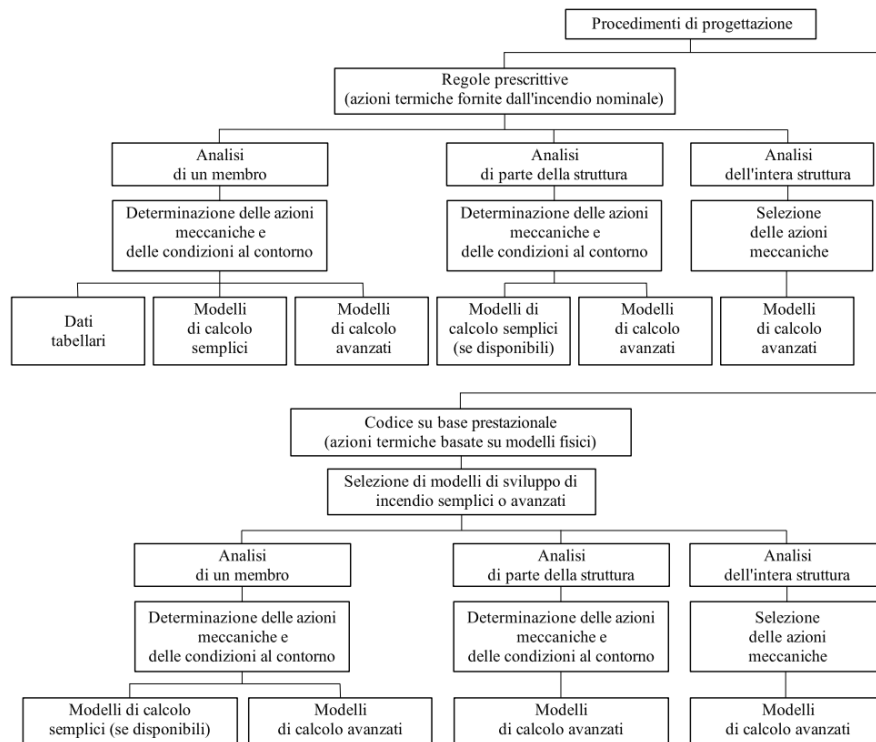 Procedimenti di progettazione
Regole prescrittive
(azioni termiche fornite dall'incendio nominale)
Analisi
di un membro
Analisi
di parte della struttura
Analisi
dell'intera struttura
Determinazione delle azioni
meccaniche e
delle condizioni al contorno
Determinazione delle azioni
meccaniche e
delle condizioni al contorno
Selezione
delle azioni
meccaniche
Dati
tabellari
Modelli
di calcolo
semplici
Modelli
di calcolo
avanzati
Modelli di
calcolo semplici
(se disponibili)
Modelli
di calcolo
avanzati
Modelli
di calcolo
avanzati
Codice su base prestazionale
(azioni termiche basate su modelli fisici)
Selezione di modelli di sviluppo di
incendio semplici o avanzati
Analisi
di un membro
Analisi
di parte della struttura
Analisi
dell'intera struttura
Determinazione delle azioni
meccaniche e
delle condizioni al contorno
Determinazione delle azioni
meccaniche e
delle condizioni al contorno
Selezione
delle azioni
meccaniche
Modelli di calcolo
semplici (se disponibili)
Modelli
di calcolo avanzati
Modelli
di calcolo avanzati
Modelli
di calcolo avanzati